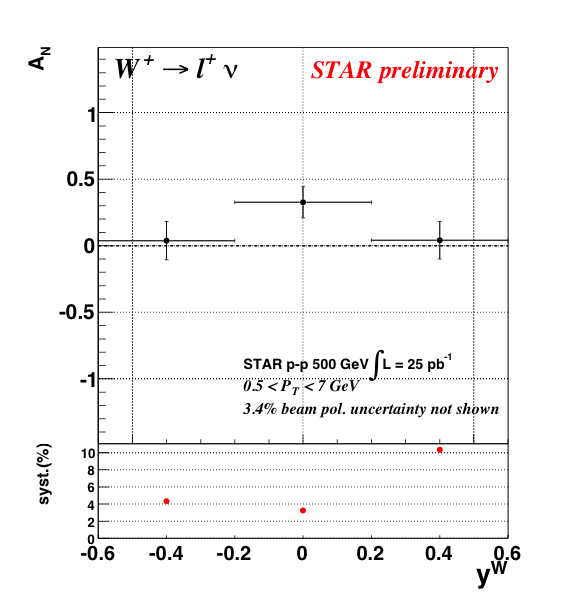 A_N
W⁺ → l⁺ ν
STAR preliminary
1
0.5
0
-0.5
-1
STAR p-p 500 GeV ∫L = 25 pb⁻¹
0.5 < P_T < 7 GeV
3.4% beam pol. uncertainty not shown
syst.(%)
10
8
6
4
2
0
-0.6 -0.4 -0.2 0 0.2 0.4 0.6
y^W